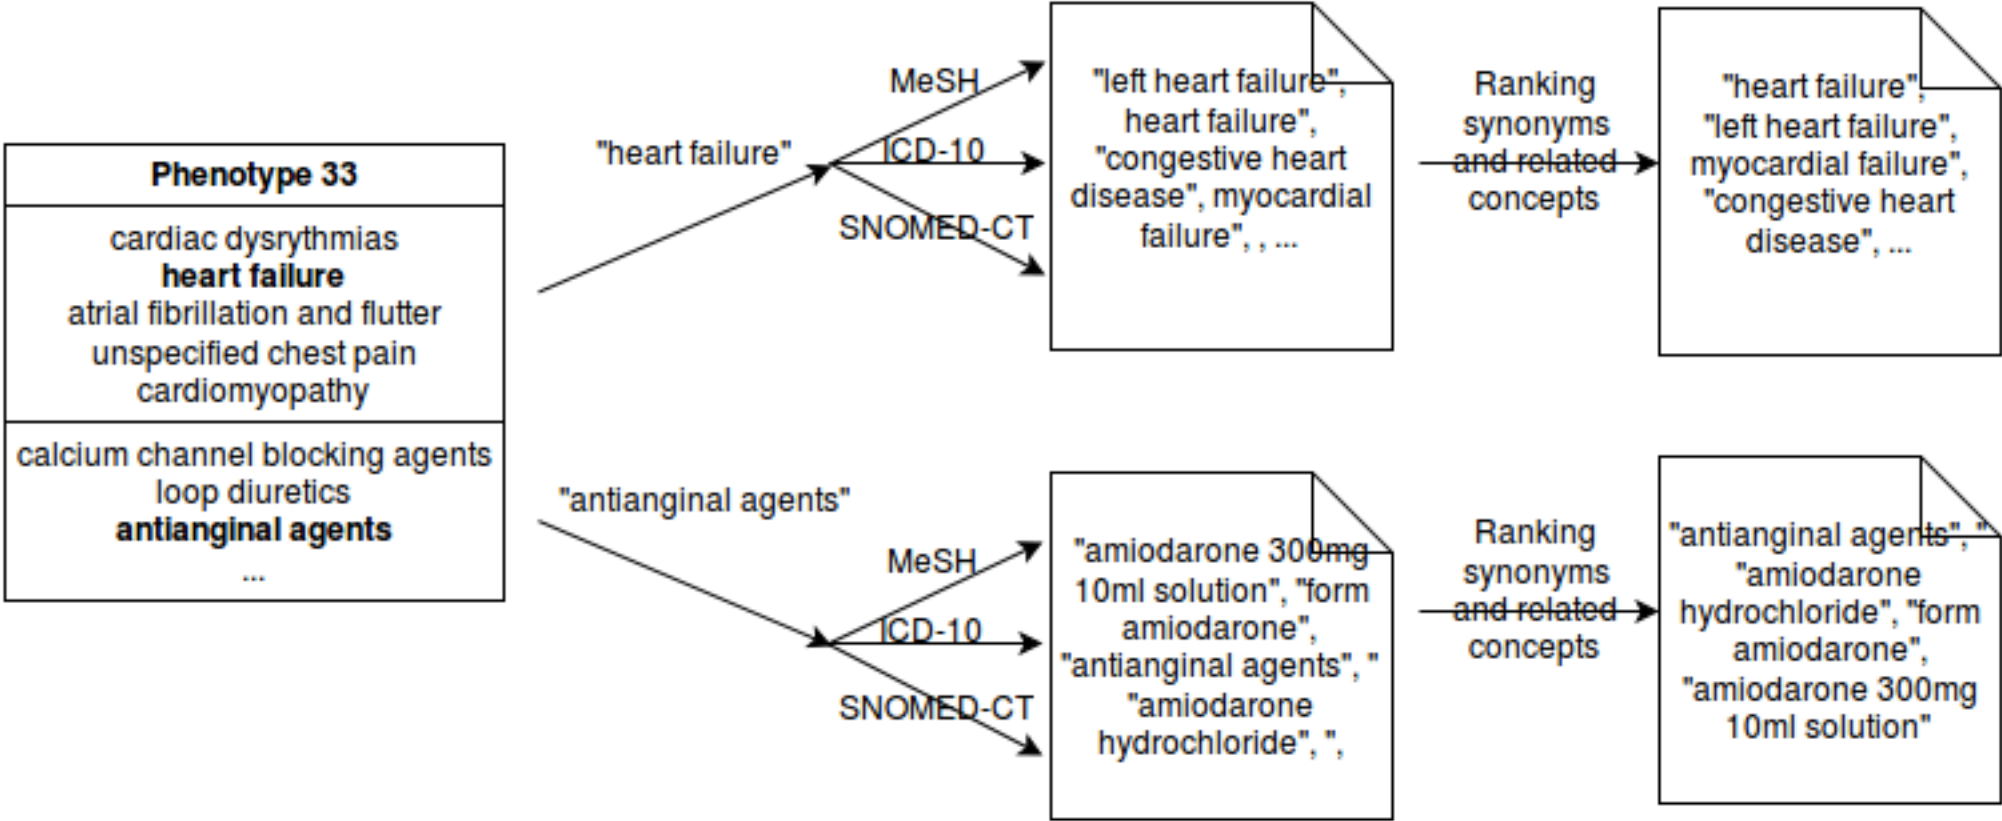 Phenotype 33
cardiac dysrythmias
heart failure
atrial fibrillation and flutter
unspecified chest pain
cardiomyopathy
calcium channel blocking agents
loop diuretics
antianginal agents
...
"heart failure"
MeSH
ICD-10
SNOMED-CT
"left heart failure",
heart failure",
"congestive heart
disease", myocardial
failure", , ...
Ranking
synonyms
and related
concepts
"heart failure",
"left heart failure",
myocardial failure",
"congestive heart
disease", ...
"antianginal agents"
MeSH
ICD-10
SNOMED-CT
"amiodarone 300mg
10ml solution", "form
amiodarone",
"antianginal agents", "
"amiodarone
hydrochloride", ",
Ranking
synonyms
and related
concepts
"antianginal agents", "
"amiodarone
hydrochloride", "form
amiodarone",
"amiodarone 300mg
10ml solution"